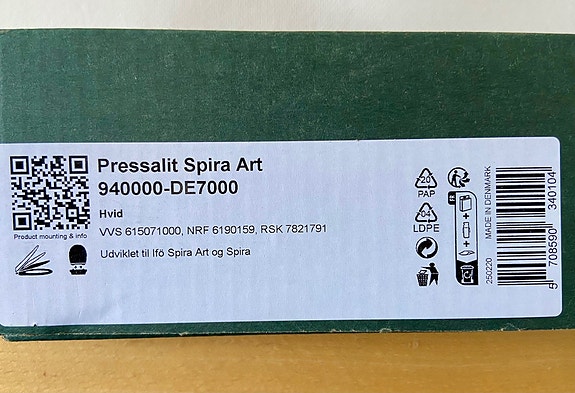 Pressalit Spira Art
940000-DE7000
Hvid
VVS 615071000, NRF 6190159, RSK 7821791
Udviklet til Ifö Spira Art og Spira
Product mounting & info
20
PAP
04
LDPE
250220 MADE IN DENMARK
5 708590 340104